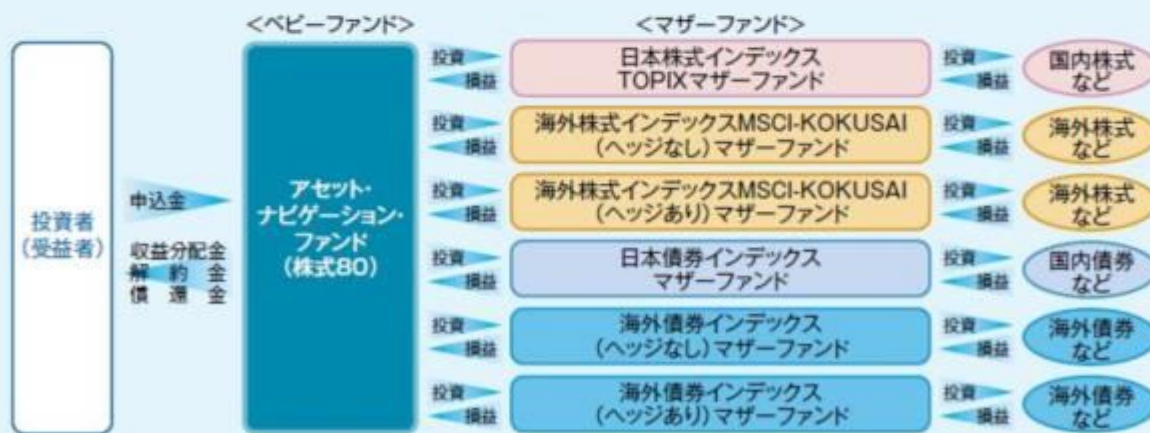 <ベビーファンド>
<マザーファンド>
投資者
(受益者)
申込金
収益分配金
解約金
償還金
アセット・
ナビゲーション・
ファンド
(株式80)
投資
損益
日本株式インデックス
TOPIXマザーファンド
投資
損益
国内株式
など
投資
損益
海外株式インデックスMSCI-KOKUSAI
(ヘッジなし)マザーファンド
投資
損益
海外株式
など
投資
損益
海外株式インデックスMSCI-KOKUSAI
(ヘッジあり)マザーファンド
投資
損益
海外株式
など
投資
損益
日本債券インデックス
マザーファンド
投資
損益
国内債券
など
投資
損益
海外債券インデックス
(ヘッジなし)マザーファンド
投資
損益
海外債券
など
投資
損益
海外債券インデックス
(ヘッジあり)マザーファンド
投資
損益
海外債券
など